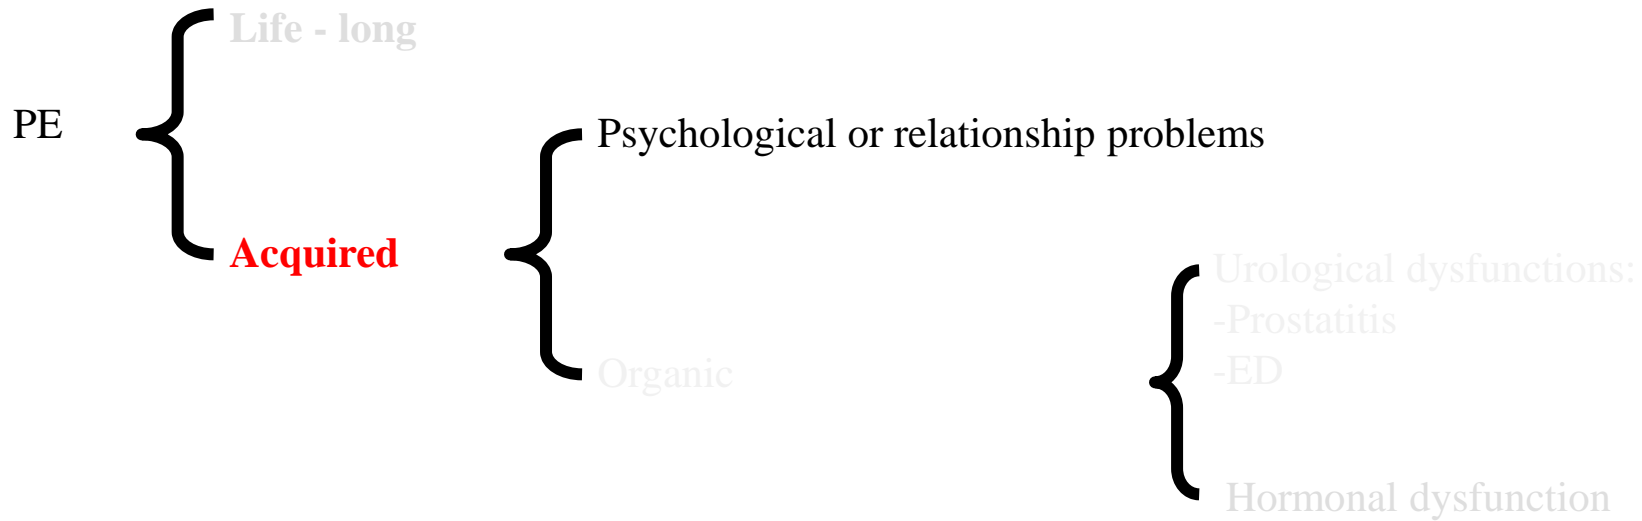 Life - long
PE
Psychological or relationship problems
Acquired
Urological dysfunctions:
-Prostatitis
-ED
Organic
Hormonal dysfunction